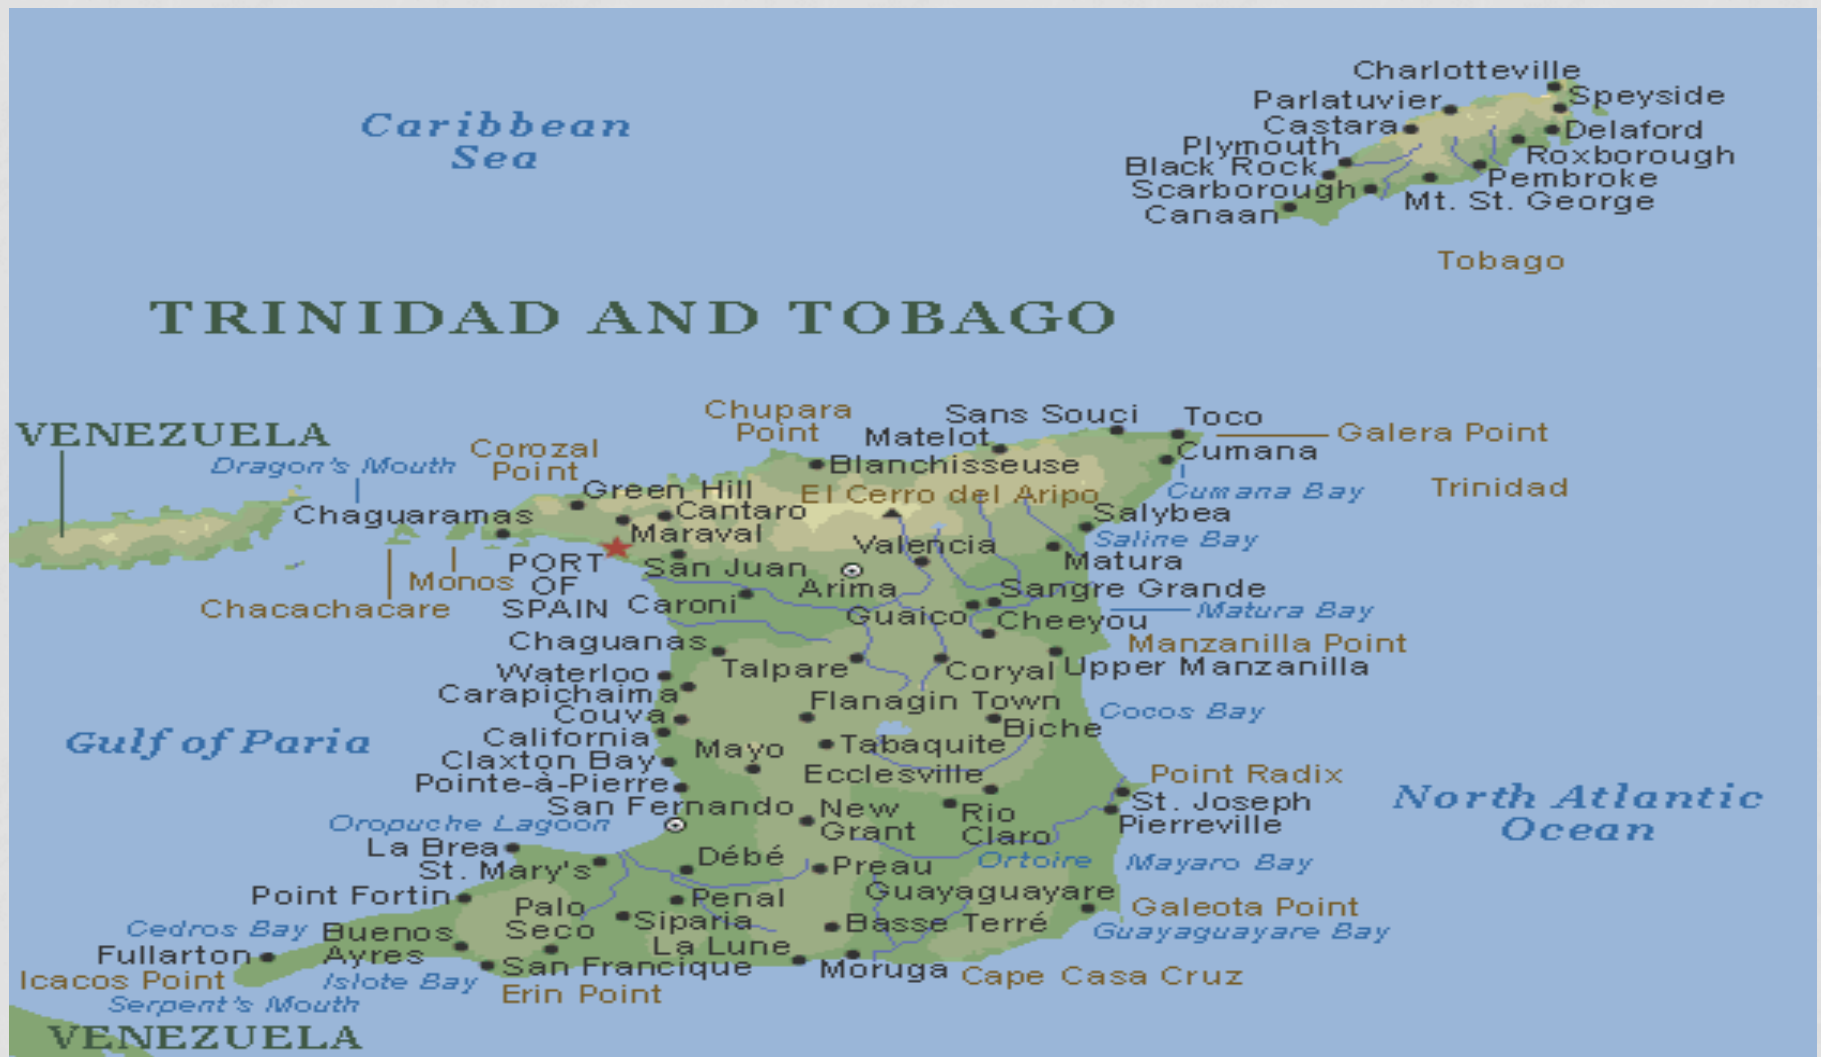 Charlotteville
Caribbean
Sea
Parlatuvier
Speyside
Castara
Delaford
Plymouth
Roxborough
Black Rock
Pembroke
Scarborough
Mt. St. George
Canaan
Tobago
TRINIDAD AND TOBAGO
Chupara
Point
Sans Souci
Toco
VENEZUELA
Matelot
Galera Point
Corozal
Point
Cumana
Dragon's Mouth
Blanchisseuse
Green Hill
El Cerro del Aripo
Cumana Bay
Trinidad
Chaguaramas
Cantaro
Salybea
Maraval
Valencia
Saline Bay
PORT
OF
SPAIN
San Juan
Matura
Monos
Arima
Sangre Grande
Chacachacare
Caroni
Guaico
Matura Bay
Cheeyou
Chaguanas
Manzanilla Point
Waterloo
Talpare
Coryal
Upper Manzanilla
Carapichaima
Flanagin Town
Couva
Cocos Bay
Gulf of Paria
California
Mayo
Tabaquite
Biche
Claxton Bay
Ecclesville
Point Radix
Pointe-à-Pierre
North Atlantic
Ocean
San Fernando
New
Grant
Rio
Claro
St. Joseph
Oropuche Lagoon
Pierreville
La Brea
Débé
Ortoire
Mayaro Bay
St. Mary's
Preau
Point Fortin
Penal
Guayaguayare
Palo
Seco
Galeota Point
Cedros Bay
Buenos
Ayres
Siparia
Basse Terré
Guayaguayare Bay
Fullarton
La Lune
San Francique
Moruga
Cape Casa Cruz
Icacos Point
Islote Bay
Erin Point
Serpent's Mouth
VENEZUELA